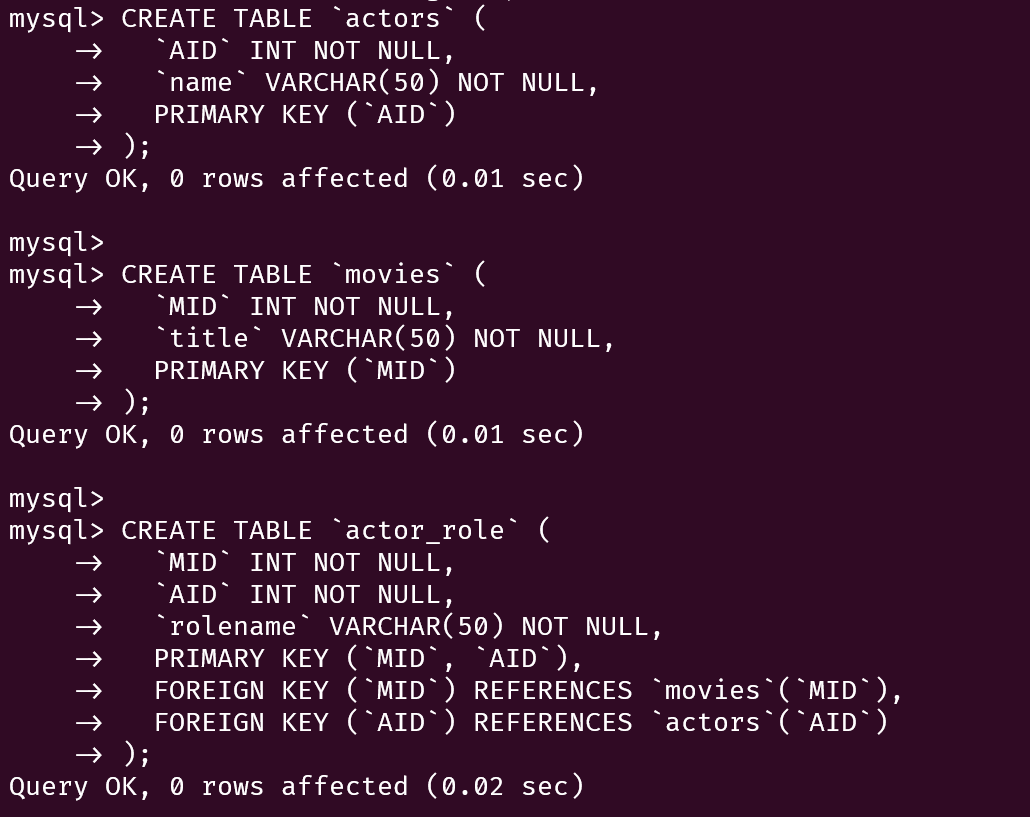 mysql> CREATE TABLE `actors` (
    ->   `AID` INT NOT NULL,
    ->   `name` VARCHAR(50) NOT NULL,
    ->   PRIMARY KEY (`AID`)
    -> );
Query OK, 0 rows affected (0.01 sec)

mysql>
mysql> CREATE TABLE `movies` (
    ->   `MID` INT NOT NULL,
    ->   `title` VARCHAR(50) NOT NULL,
    ->   PRIMARY KEY (`MID`)
    -> );
Query OK, 0 rows affected (0.01 sec)

mysql>
mysql> CREATE TABLE `actor_role` (
    ->   `MID` INT NOT NULL,
    ->   `AID` INT NOT NULL,
    ->   `rolename` VARCHAR(50) NOT NULL,
    ->   PRIMARY KEY (`MID`, `AID`),
    ->   FOREIGN KEY (`MID`) REFERENCES `movies`(`MID`),
    ->   FOREIGN KEY (`AID`) REFERENCES `actors`(`AID`)
    -> );
Query OK, 0 rows affected (0.02 sec)